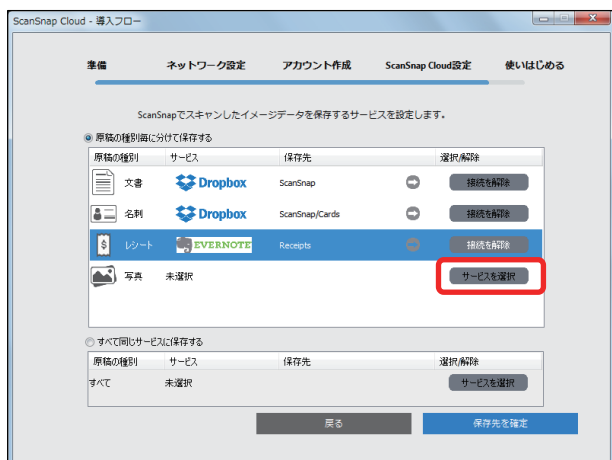 ScanSnap Cloud - 導入フロー
準備 ネットワーク設定 アカウント作成 ScanSnap Cloud設定 使いはじめる
ScanSnapでスキャンしたイメージデータを保存するサービスを設定します。
原稿の種別毎に分けて保存する
原稿の種別 サービス 保存先 選択/解除
文書 Dropbox ScanSnap 接続を解除
名刺 Dropbox ScanSnap/Cards 接続を解除
$ レシート EVERNOTE Receipts 接続を解除
写真 未選択 サービスを選択
すべて同じサービスに保存する
原稿の種別 サービス 保存先 選択/解除
すべて 未選択 サービスを選択
戻る 保存先を確定